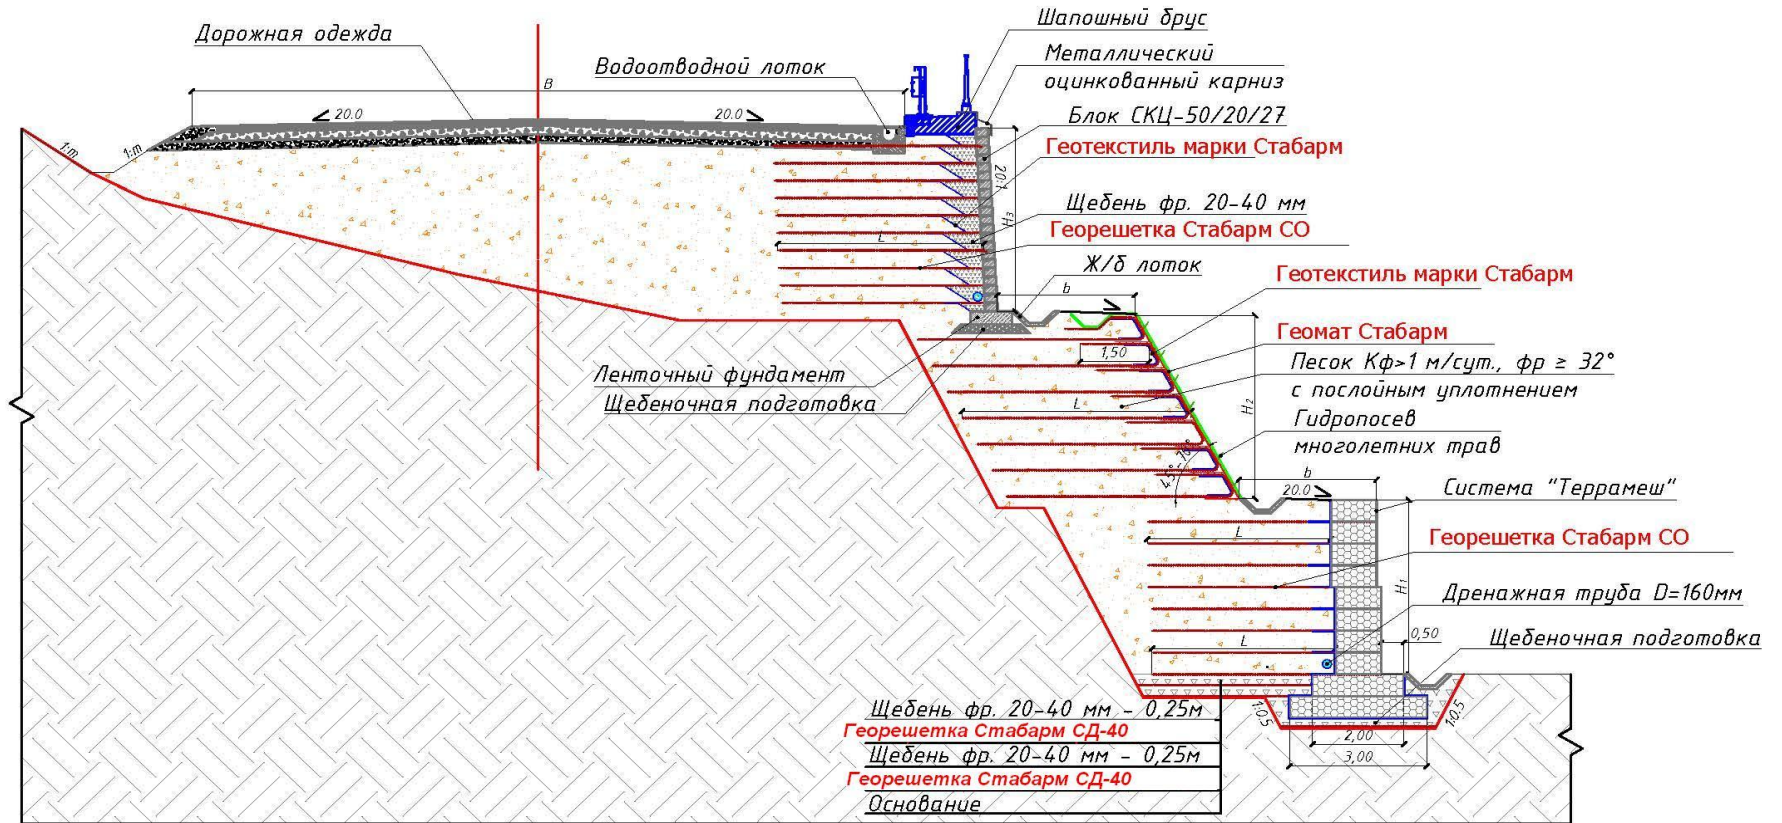 Шапошный брус
Дорожная одежда
Металлический
оцинкованный карниз
Водоотводной лоток
B
20.0
20.0
Блок СКЦ-50/20/27
1:m
1:m
Геотекстиль марки Стабарм
20:1
Щебень фр. 20-40 мм
H3
Георешетка Стабарм СО
L
Ж/б лоток
Геотекстиль марки Стабарм
b
Геомат Стабарм
1,50
Песок Кф>1 м/сут., φр ≥ 32°
с послойным уплотнением
Ленточный фундамент
Щебеночная подготовка
L
H2
Гидропосев
многолетних трав
45°-70°
b
20.0
Система "Террамеш"
L
Георешетка Стабарм СО
H1
Дренажная труба D=160мм
0,50
Щебеночная подготовка
L
Щебень фр. 20-40 мм - 0,25м
Георешетка Стабарм СД-40
Щебень фр. 20-40 мм - 0,25м
Георешетка Стабарм СД-40
Основание
1:0.5
1:0.5
2,00
3,00